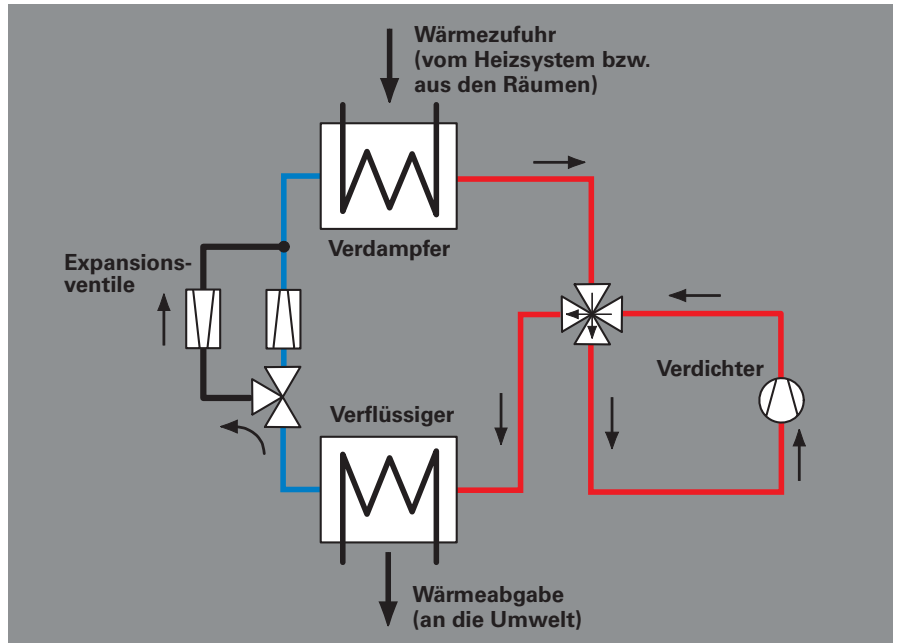 Wärmezufuhr
(vom Heizsystem bzw.
aus den Räumen)
Verdampfer
Expansions-
ventile
Verdichter
Verflüssiger
Wärmeabgabe
(an die Umwelt)